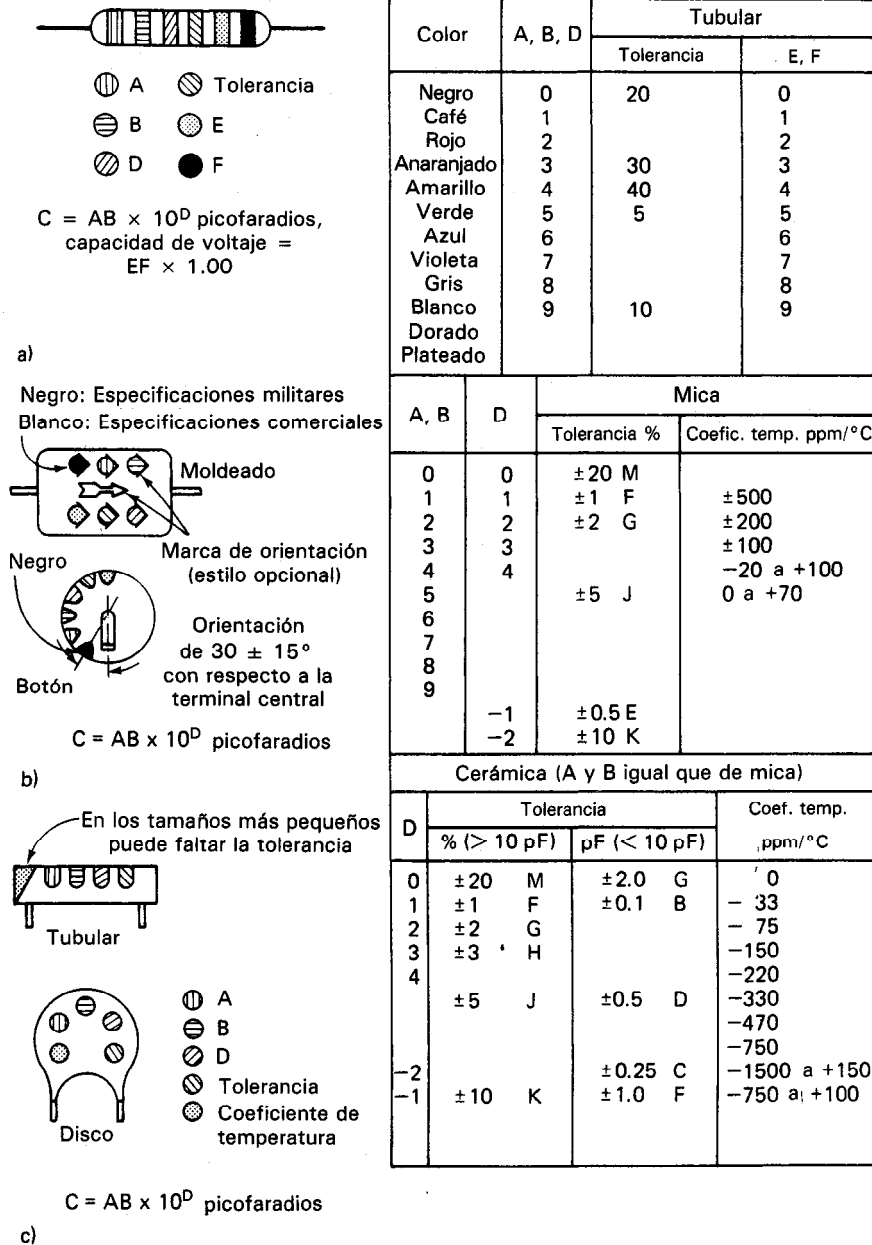 A Tolerancia
B E
D F
C = AB × 10^D picofaradios,
capacidad de voltaje =
EF × 1.00
a)
Color A, B, D Tubular
Tolerancia E, F
Negro 0 20 0
Café 1 1
Rojo 2 2
Anaranjado 3 30 3
Amarillo 4 40 4
Verde 5 5 5
Azul 6 6
Violeta 7 7
Gris 8 8
Blanco 9 10 9
Dorado
Plateado
Negro: Especificaciones militares
Blanco: Especificaciones comerciales
Moldeado
Marca de orientación
(estilo opcional)
Negro
Orientación
de 30 ± 15°
con respecto a la
terminal central
Botón
C = AB x 10^D picofaradios
b)
A, B D Mica
Tolerancia % Coefic. temp. ppm/°C
0 0 ±20 M
1 1 ±1 F ±500
2 2 ±2 G ±200
3 3 ±100
4 4 −20 a +100
5 ±5 J 0 a +70
6
7
8
9
−1 ±0.5 E
−2 ±10 K
En los tamaños más pequeños
puede faltar la tolerancia
Tubular
A
B
D
Tolerancia
Coeficiente de
temperatura
Disco
C = AB x 10^D picofaradios
c)
Cerámica (A y B igual que de mica)
D Tolerancia Coef. temp.
% (> 10 pF) pF (< 10 pF) ppm/°C
0 ±20 M ±2.0 G 0
1 ±1 F ±0.1 B − 33
2 ±2 G − 75
3 ±3 H −150
4 −220
±5 J ±0.5 D −330
−470
−750
−2 ±0.25 C −1500 a +150
−1 ±10 K ±1.0 F −750 a +100